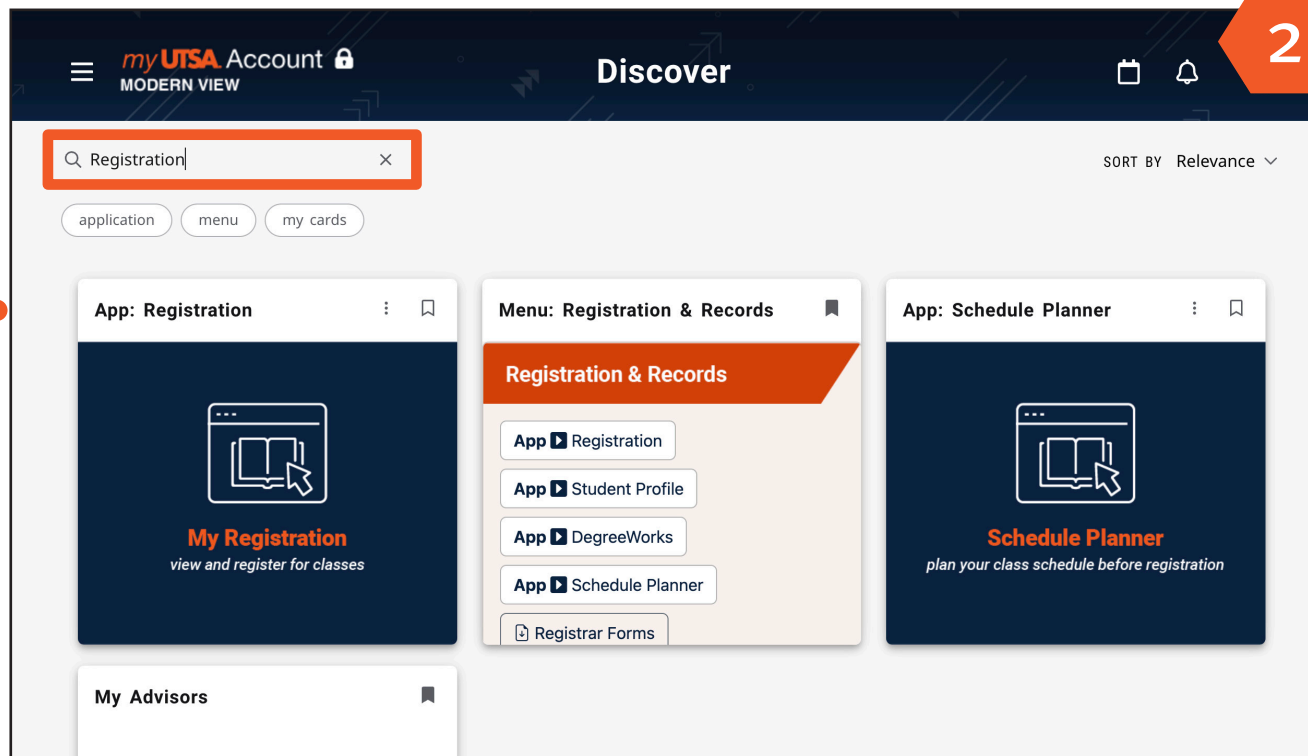 my UTSA. Account
MODERN VIEW
Discover
2
Registration
SORT BY Relevance
application
menu
my cards
App: Registration
My Registration
view and register for classes
Menu: Registration & Records
Registration & Records
App Registration
App Student Profile
App DegreeWorks
App Schedule Planner
Registrar Forms
App: Schedule Planner
Schedule Planner
plan your class schedule before registration
My Advisors